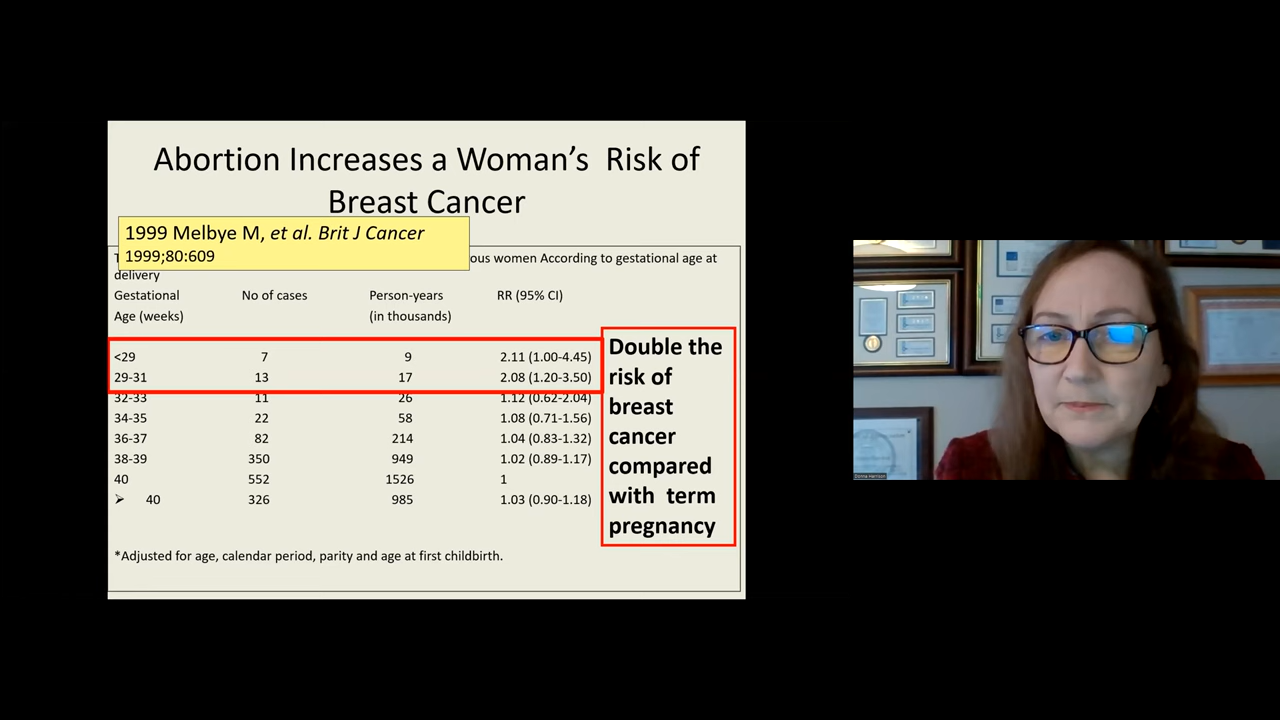 Abortion Increases a Woman’s Risk of
Breast Cancer
1999 Melbye M, et al. Brit J Cancer
1999;80:609
ous women According to gestational age at
delivery
Gestational No of cases Person-years RR (95% CI)
Age (weeks) (in thousands)
<29 7 9 2.11 (1.00-4.45)
29-31 13 17 2.08 (1.20-3.50)
32-33 11 26 1.12 (0.62-2.04)
34-35 22 58 1.08 (0.71-1.56)
36-37 82 214 1.04 (0.83-1.32)
38-39 350 949 1.02 (0.89-1.17)
40 552 1526 1
➢ 40 326 985 1.03 (0.90-1.18)
*Adjusted for age, calendar period, parity and age at first childbirth.
Double the
risk of
breast
cancer
compared
with term
pregnancy
Donna Harrison